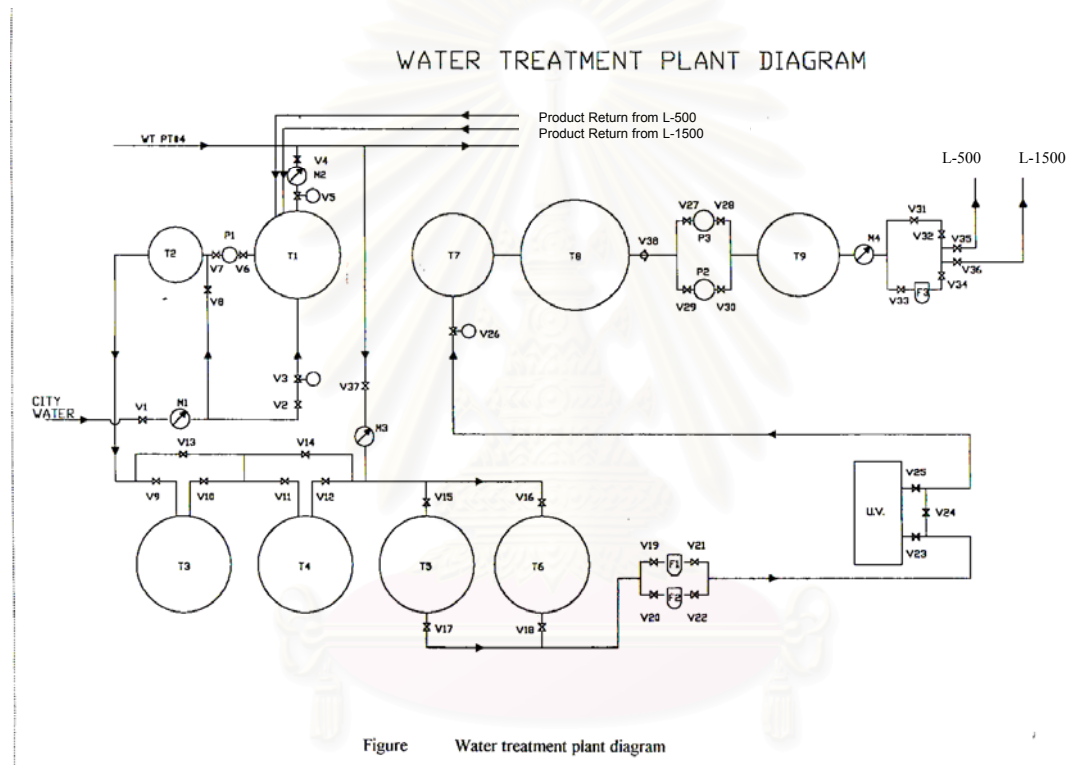 WATER TREATMENT PLANT DIAGRAM
Product Return from L-500
Product Return from L-1500
WT PT#4
V4
M2
V5
L-500 L-1500
P1
T2
V7 V6
T1
V8
V3
V2
CITY
WATER
V1
M1
V37
M3
T7
T8
V38
V27 V28
P3
P2
V29 V30
V26
T9
M4
V31
V32
V35
V36
V34
V33
F3
V13 V14
V9 V10 V11 V12
V15 V16
T3 T4 T5 T6
V17 V18
V19 V21
F1
F2
V20 V22
U.V.
V25
V24
V23
Figure Water treatment plant diagram